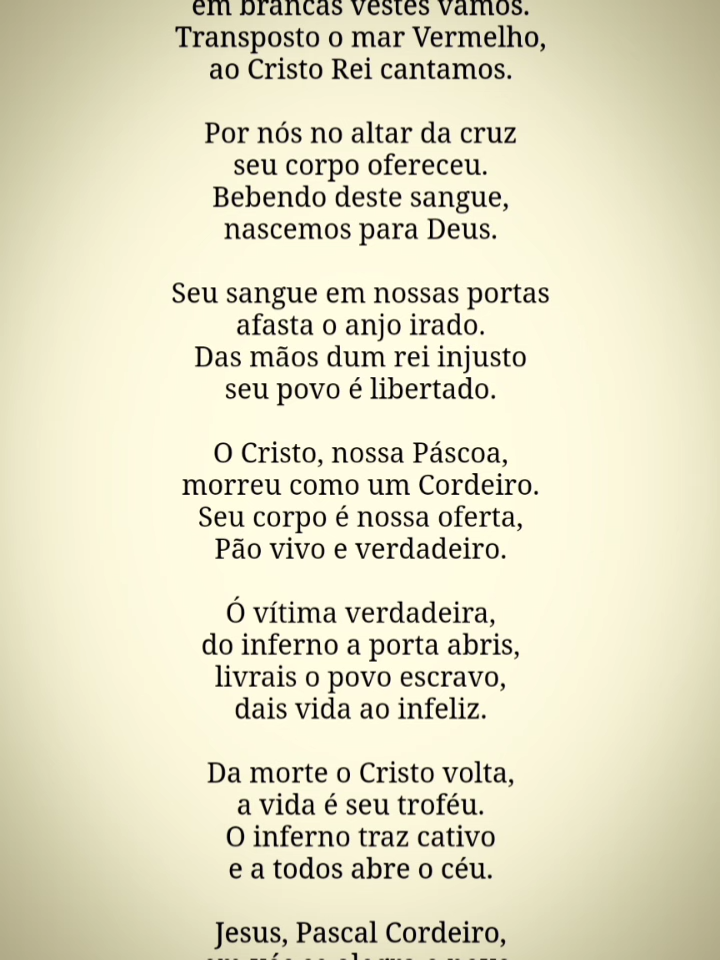 em brancas vestes vamos.
Transposto o mar Vermelho,
ao Cristo Rei cantamos.
Por nós no altar da cruz
seu corpo ofereceu.
Bebendo deste sangue,
nascemos para Deus.
Seu sangue em nossas portas
afasta o anjo irado.
Das mãos dum rei injusto
seu povo é libertado.
O Cristo, nossa Páscoa,
morreu como um Cordeiro.
Seu corpo é nossa oferta,
Pão vivo e verdadeiro.
Ó vítima verdadeira,
do inferno a porta abris,
livrais o povo escravo,
dais vida ao infeliz.
Da morte o Cristo volta,
a vida é seu troféu.
O inferno traz cativo
e a todos abre o céu.
Jesus, Pascal Cordeiro,